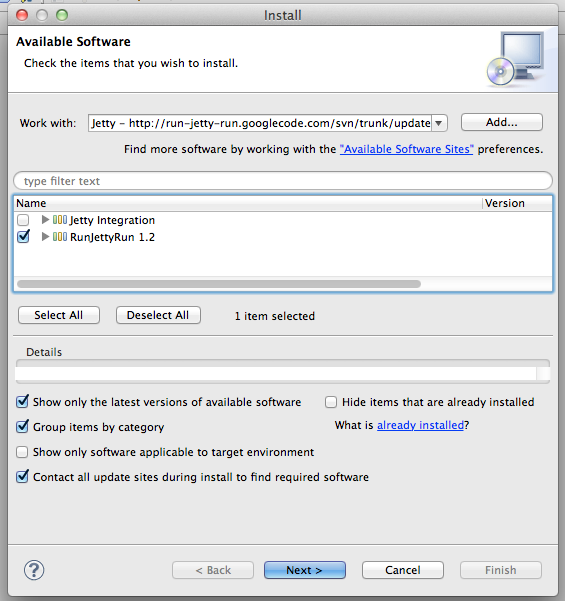 Install
Available Software
Check the items that you wish to install.
Work with: Jetty - http://run-jetty-run.googlecode.com/svn/trunk/update Add...
Find more software by working with the "Available Software Sites" preferences.
type filter text
Name Version
Jetty Integration
RunJettyRun 1.2
Select All Deselect All 1 item selected
Details
Show only the latest versions of available software Hide items that are already installed
Group items by category What is already installed?
Show only software applicable to target environment
Contact all update sites during install to find required software
? < Back Next > Cancel Finish